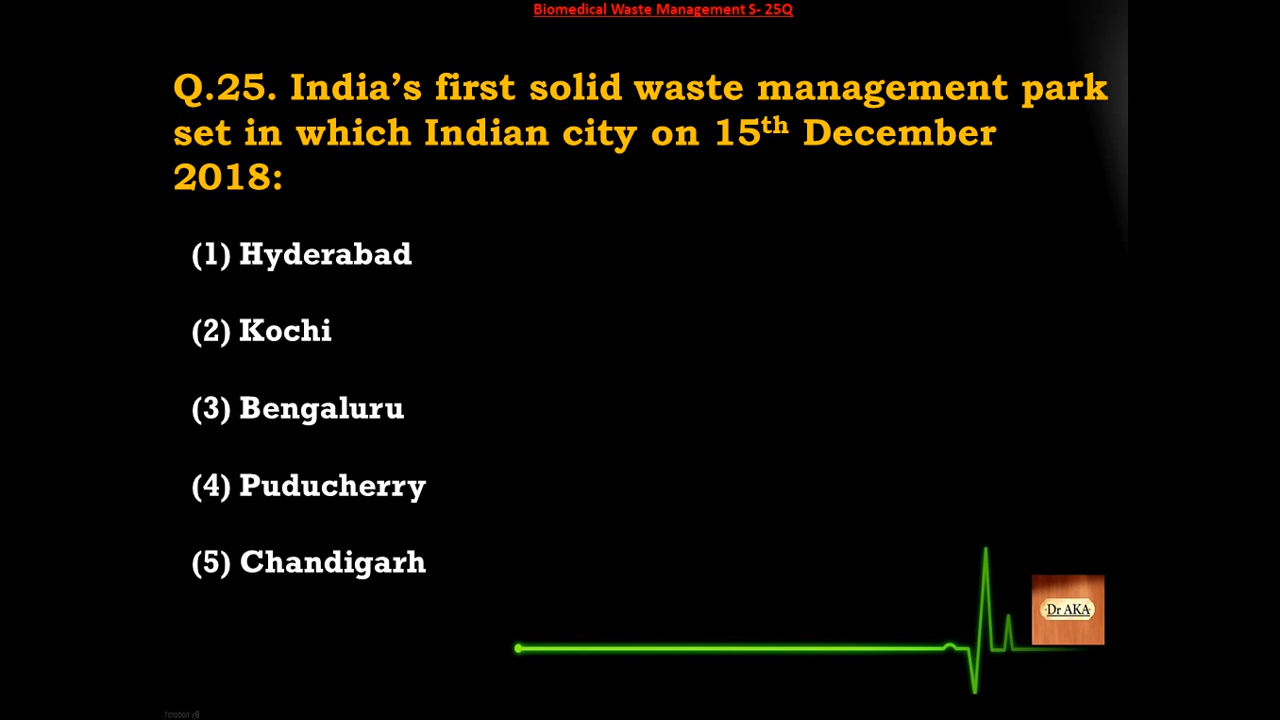 Biomedical Waste Management S- 25Q
Q.25. India’s first solid waste management park
set in which Indian city on 15th December
2018:
(1) Hyderabad
(2) Kochi
(3) Bengaluru
(4) Puducherry
(5) Chandigarh
Dr AKA